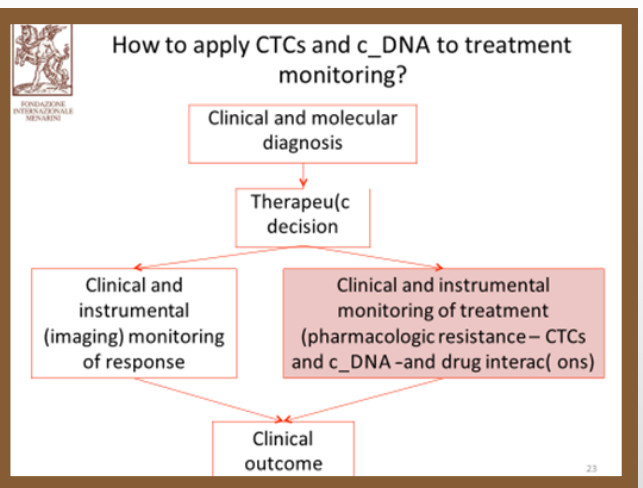 How to apply CTCs and c_DNA to treatment
monitoring?
FONDAZIONE
INTERNAZIONALE
MENARINI
Clinical and molecular
diagnosis
Therapeu(c
decision
Clinical and
instrumental
(imaging) monitoring
of response
Clinical and instrumental
monitoring of treatment
(pharmacologic resistance – CTCs
and c_DNA -and drug interac( ons)
Clinical
outcome
23